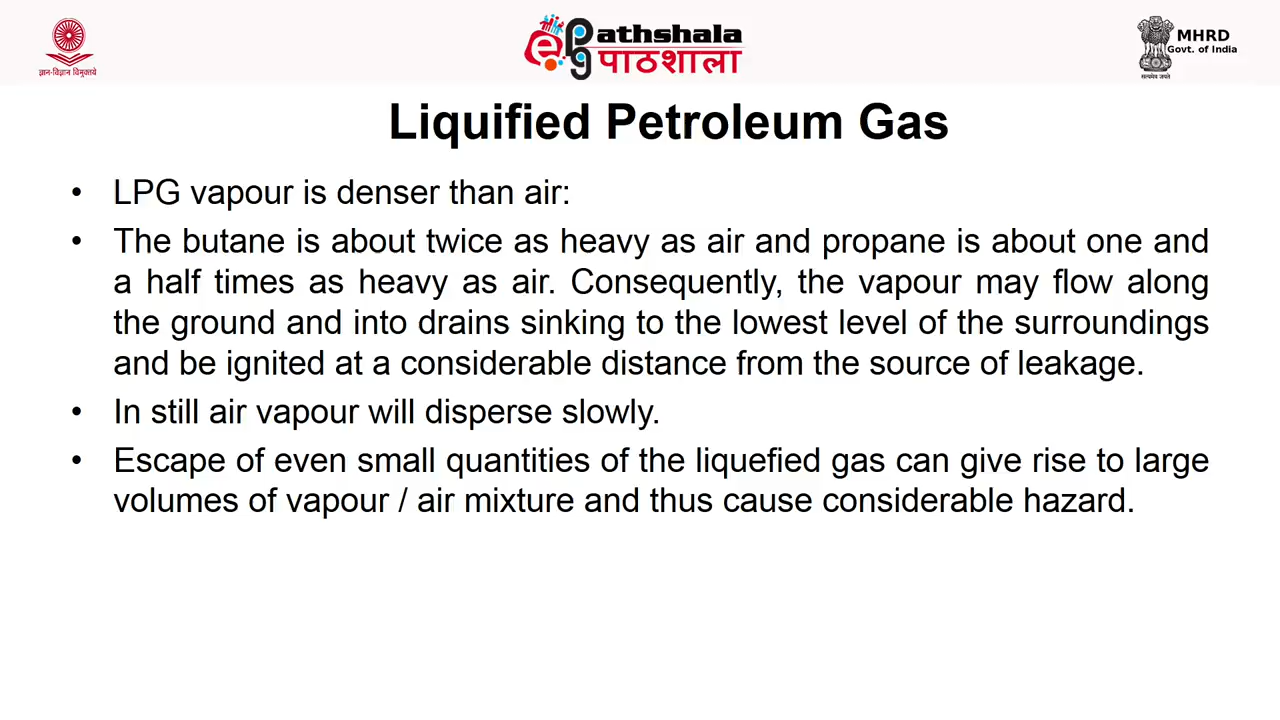 ज्ञान-विज्ञान विमुक्तये
epg Pathshala
पाठशाला
MHRD
Govt. of India
सत्यमेव जयते
Liquified Petroleum Gas
• LPG vapour is denser than air:
• The butane is about twice as heavy as air and propane is about one and
a half times as heavy as air. Consequently, the vapour may flow along
the ground and into drains sinking to the lowest level of the surroundings
and be ignited at a considerable distance from the source of leakage.
• In still air vapour will disperse slowly.
• Escape of even small quantities of the liquefied gas can give rise to large
volumes of vapour / air mixture and thus cause considerable hazard.